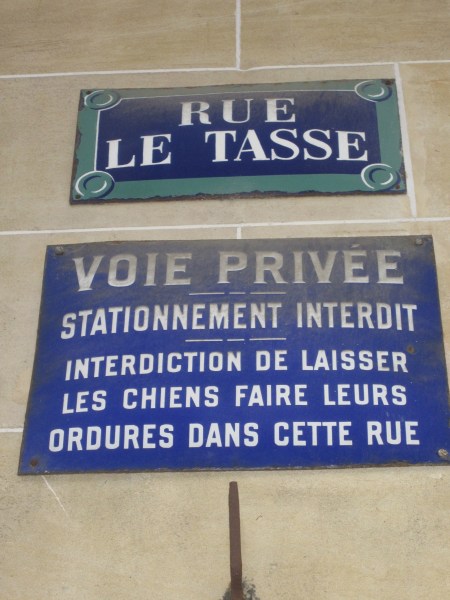 RUE
LE TASSE
VOIE PRIVÉE
STATIONNEMENT INTERDIT
INTERDICTION DE LAISSER
LES CHIENS FAIRE LEURS
ORDURES DANS CETTE RUE